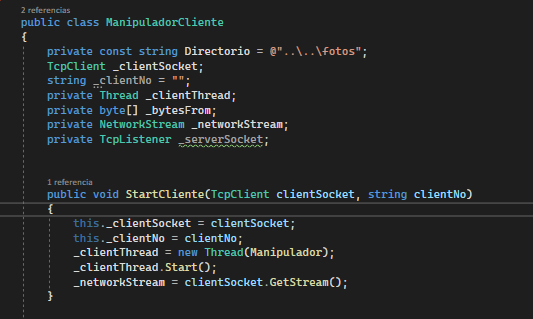 2 referencias
public class ManipuladorCliente
{
private const string Directorio = @"..\..\fotos";
TcpClient _clientSocket;
string _clientNo = "";
private Thread _clientThread;
private byte[] _bytesFrom;
private NetworkStream _networkStream;
private TcpListener _serverSocket;
1 referencia
public void StartCliente(TcpClient clientSocket, string clientNo)
{
this._clientSocket = clientSocket;
this._clientNo = clientNo;
_clientThread = new Thread(Manipulador);
_clientThread.Start();
_networkStream = clientSocket.GetStream();
}